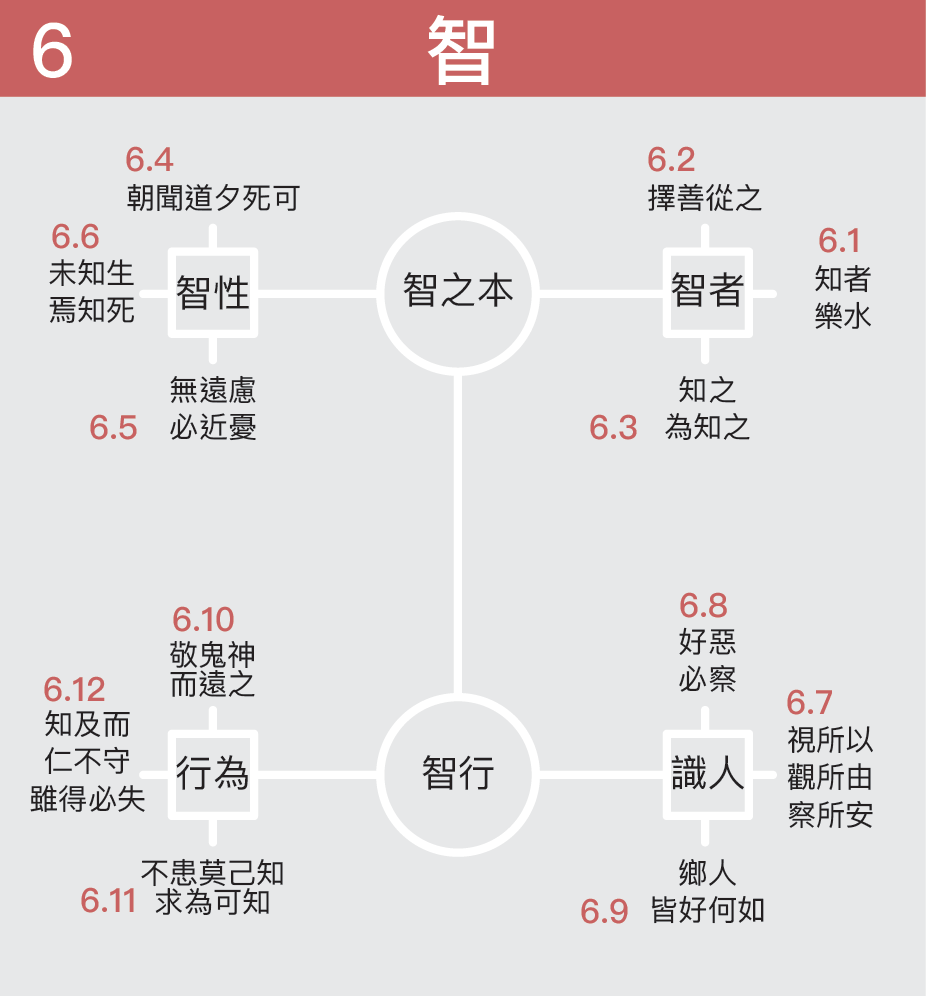 6
智
6.4
朝聞道夕死可
6.6
未知生
焉知死
智性
無遠慮
6.5
必近憂
智之本
6.2
擇善從之
6.1
知者
樂水
智者
知之
6.3
為知之
6.10
敬鬼神
而遠之
6.12
知及而
仁不守
雖得必失
行為
不患莫己知
6.11
求為可知
智行
6.8
好惡
必察
6.7
視所以
觀所由
察所安
識人
鄉人
6.9
皆好何如